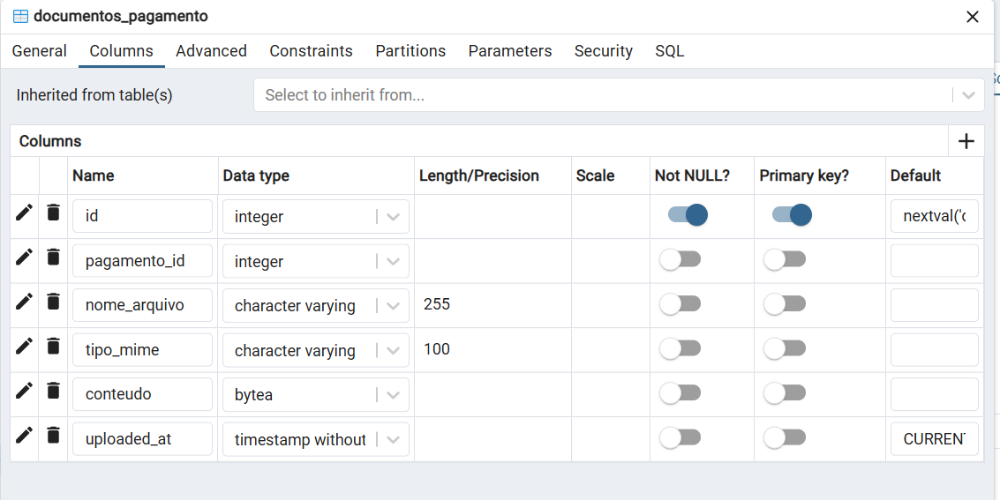 documentos_pagamento
General Columns Advanced Constraints Partitions Parameters Security SQL
Inherited from table(s) Select to inherit from...
Columns
Name Data type Length/Precision Scale Not NULL? Primary key? Default
id integer nextval('
pagamento_id integer
nome_arquivo character varying 255
tipo_mime character varying 100
conteudo bytea
uploaded_at timestamp without CURRENT